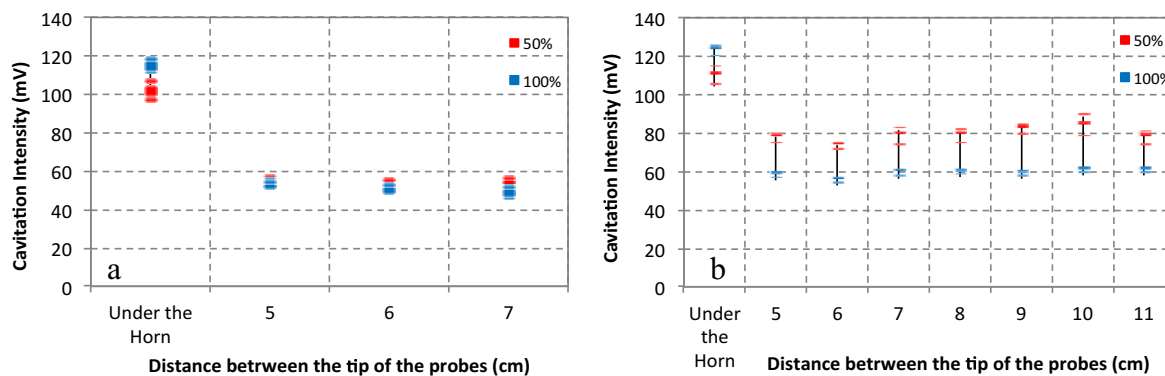 140
120
100
80
60
40
20
0
Cavitation Intensity (mV)
50%
100%
a
Under the
Horn
5
6
7
Distance betrween the tip of the probes (cm)
140
120
100
80
60
40
20
0
Cavitation Intensity (mV)
50%
100%
b
Under
the
Horn
5
6
7
8
9
10
11
Distance betrween the tip of the probes (cm)